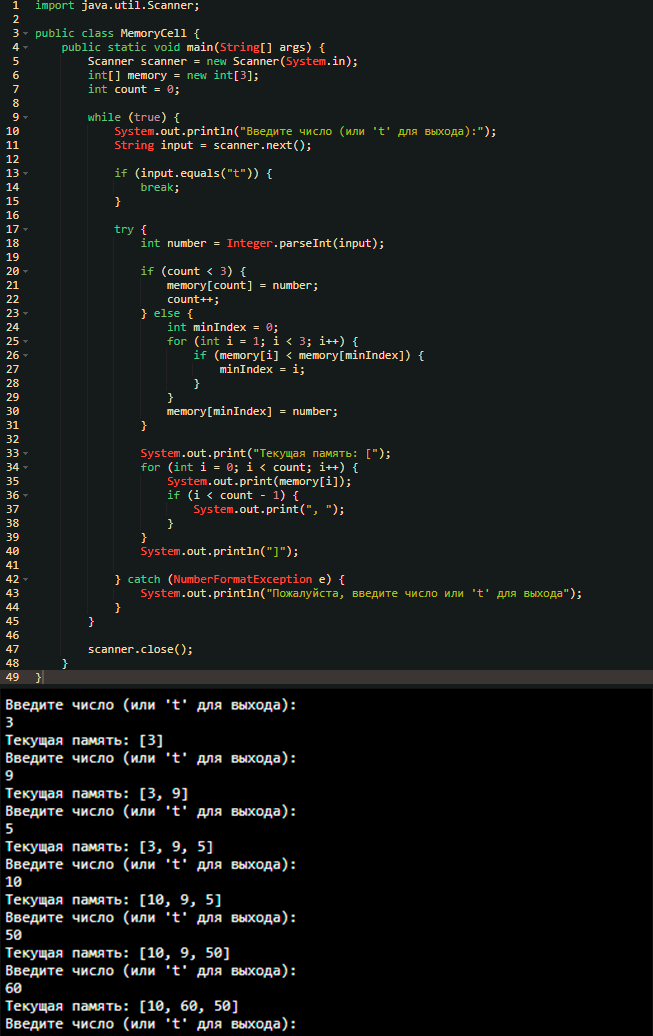 1 import java.util.Scanner;
2
3 public class MemoryCell {
4     public static void main(String[] args) {
5         Scanner scanner = new Scanner(System.in);
6         int[] memory = new int[3];
7         int count = 0;
8
9         while (true) {
10             System.out.println("Введите число (или 't' для выхода):");
11             String input = scanner.next();
12
13             if (input.equals("t")) {
14                 break;
15             }
16
17             try {
18                 int number = Integer.parseInt(input);
19
20                 if (count < 3) {
21                     memory[count] = number;
22                     count++;
23                 } else {
24                     int minIndex = 0;
25                     for (int i = 1; i < 3; i++) {
26                         if (memory[i] < memory[minIndex]) {
27                             minIndex = i;
28                         }
29                     }
30                     memory[minIndex] = number;
31                 }
32
33                 System.out.print("Текущая память: [");
34                 for (int i = 0; i < count; i++) {
35                     System.out.print(memory[i]);
36                     if (i < count - 1) {
37                         System.out.print(", ");
38                     }
39                 }
40                 System.out.println("]");
41
42             } catch (NumberFormatException e) {
43                 System.out.println("Пожалуйста, введите число или 't' для выхода");
44             }
45         }
46
47         scanner.close();
48     }
49 }
Введите число (или 't' для выхода):
3
Текущая память: [3]
Введите число (или 't' для выхода):
9
Текущая память: [3, 9]
Введите число (или 't' для выхода):
5
Текущая память: [3, 9, 5]
Введите число (или 't' для выхода):
10
Текущая память: [10, 9, 5]
Введите число (или 't' для выхода):
50
Текущая память: [10, 9, 50]
Введите число (или 't' для выхода):
60
Текущая память: [10, 60, 50]
Введите число (или 't' для выхода):